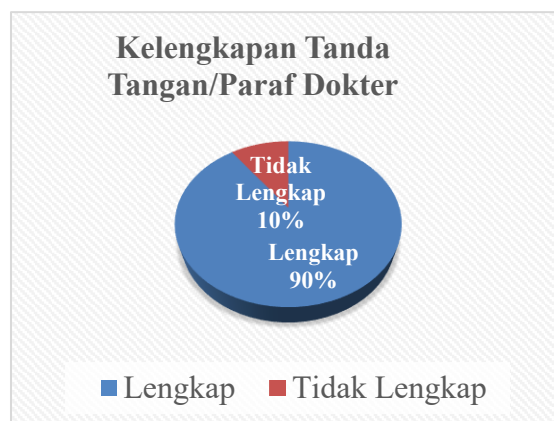 Kelengkapan Tanda
Tangan/Paraf Dokter
Tidak
Lengkap
10%
Lengkap
90%
Lengkap
Tidak Lengkap